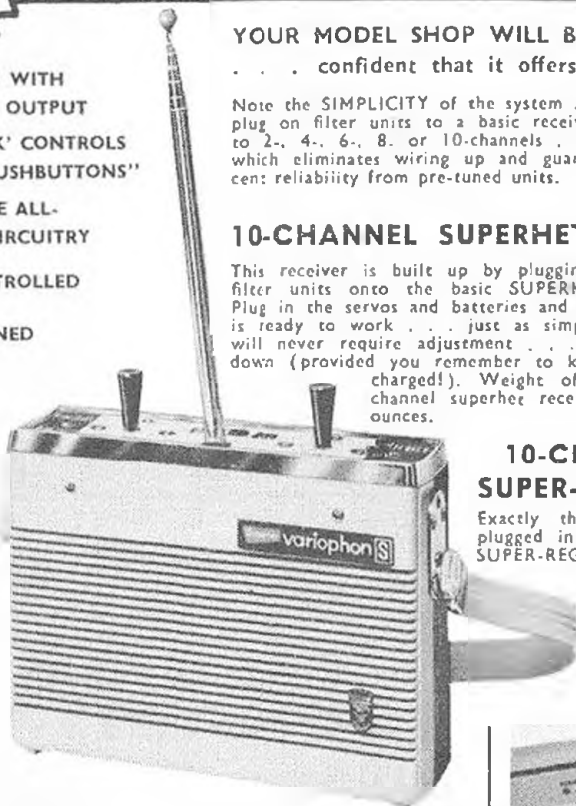 WITH
OUTPUT
' CONTROLS
USHBUTTONS"
E ALL-
IRCUITRY
TROLLED
NED
YOUR MODEL SHOP WILL B
. . . confident that it offers
Note the SIMPLICITY of the system .
plug on filter units to a basic receiv
to 2-, 4-, 6-, 8. or 10-channels .
which eliminates wiring up and guar
cent reliability from pre-tuned units.
10-CHANNEL SUPERHET
This receiver is built up by pluggin
filter units onto the basic SUPERH
Plug in the servos and batteries and
is ready to work . . . just as simp
will never require adjustment . . .
down (provided you remember to k
charged!). Weight of
channel superhet rece
ounces.
10-CH
SUPER-
Exactly th
plugged in
SUPER-REG
variophon S